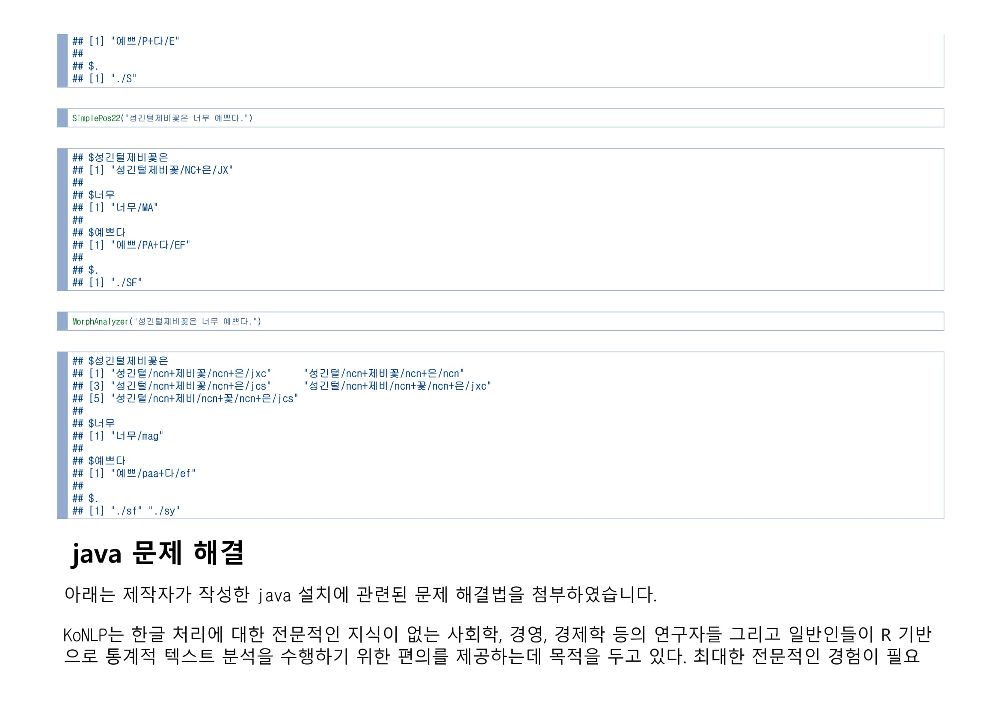 ## [1] "예쁘/P+다/E"
##
## $.
## [1] "./S"
SimplePos22("성긴털제비꽃은 너무 예쁘다.")
## $성긴털제비꽃은
## [1] "성긴털제비꽃/NC+은/JX"
##
## $너무
## [1] "너무/MA"
##
## $예쁘다
## [1] "예쁘/PA+다/EF"
##
## $.
## [1] "./SF"
MorphAnalyzer("성긴털제비꽃은 너무 예쁘다.")
## $성긴털제비꽃은
## [1] "성긴털/ncn+제비꽃/ncn+은/jxc"      "성긴털/ncn+제비꽃/ncn+은/ncn"
## [3] "성긴털/ncn+제비꽃/ncn+은/jcs"      "성긴털/ncn+제비/ncn+꽃/ncn+은/jxc"
## [5] "성긴털/ncn+제비/ncn+꽃/ncn+은/jcs"
##
## $너무
## [1] "너무/mag"
##
## $예쁘다
## [1] "예쁘/paa+다/ef"
##
## $.
## [1] "./sf" "./sy"
java 문제 해결
아래는 제작자가 작성한 java 설치에 관련된 문제 해결법을 첨부하였습니다.
KoNLP는 한글 처리에 대한 전문적인 지식이 없는 사회학, 경영, 경제학 등의 연구자들 그리고 일반인들이 R 기반
으로 통계적 텍스트 분석을 수행하기 위한 편의를 제공하는데 목적을 두고 있다. 최대한 전문적인 경험이 필요